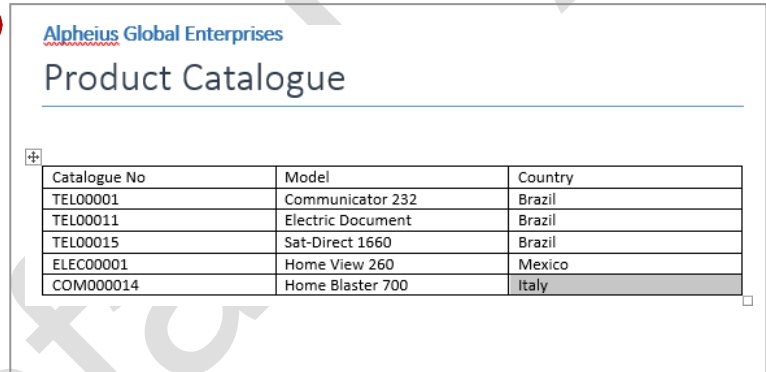 Alpheius Global Enterprises
Product Catalogue
Catalogue No Model Country
TEL00001 Communicator 232 Brazil
TEL00011 Electric Document Brazil
TEL00015 Sat-Direct 1660 Brazil
ELEC00001 Home View 260 Mexico
COM000014 Home Blaster 700 Italy